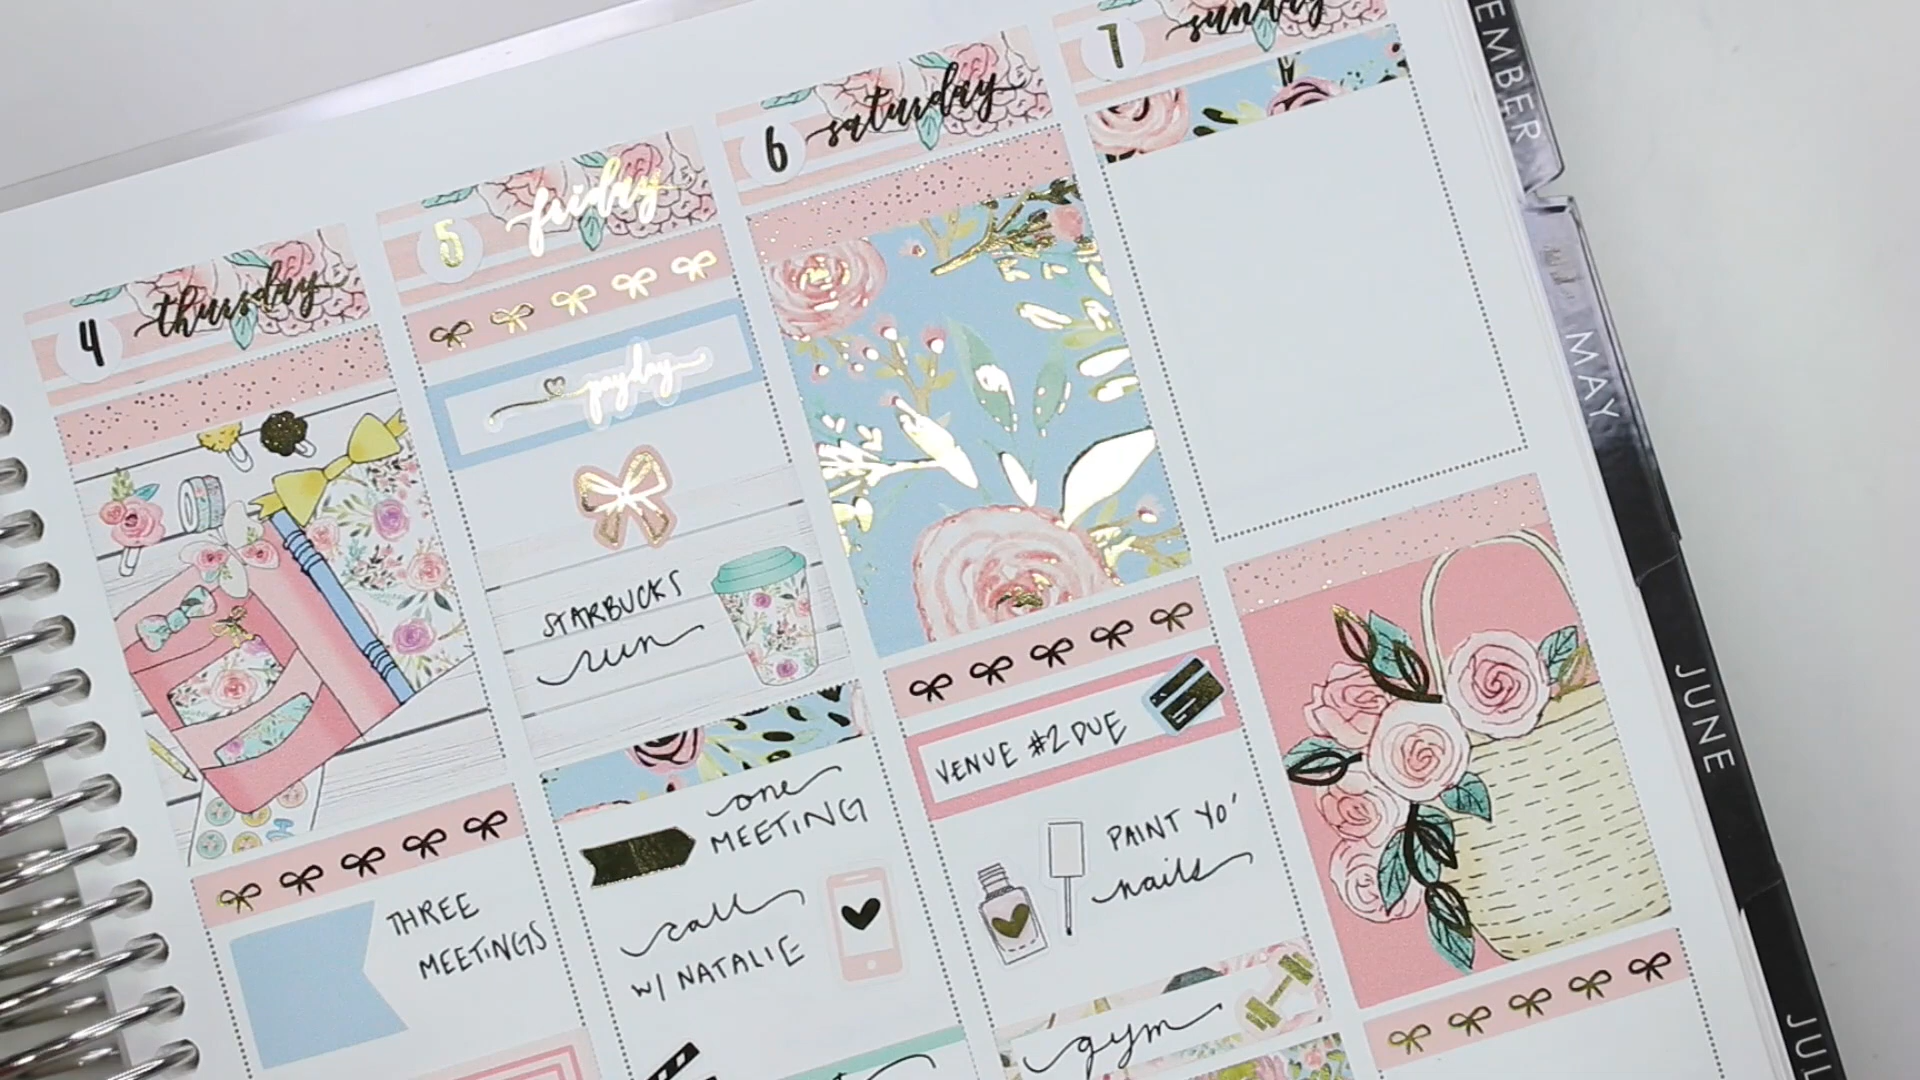 4 thursday
THREE
MEETINGS
5 friday
payday
STARBUCKS
run
one
MEETING
call
W/ NATALIE
6 saturday
VENUE #2 DUE
PAINT YO'
nails
gym
7 sunday
EMBER
MAY
JUNE
JUL